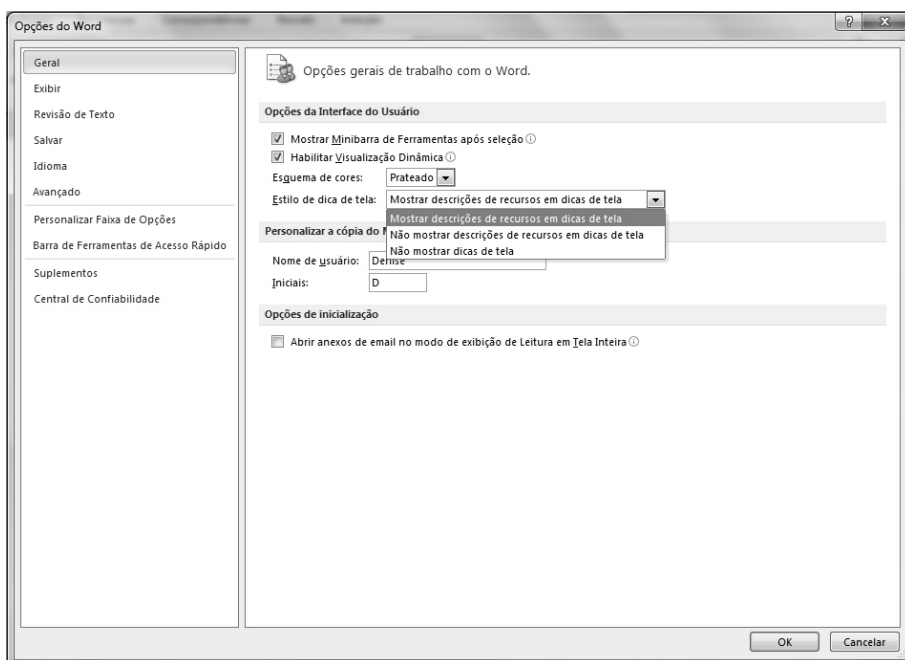 Opções do Word
Geral
Exibir
Revisão de Texto
Salvar
Idioma
Avançado
Personalizar Faixa de Opções
Barra de Ferramentas de Acesso Rápido
Suplementos
Central de Confiabilidade
Opções gerais de trabalho com o Word.
Opções da Interface do Usuário
Mostrar Minibarra de Ferramentas após seleção
Habilitar Visualização Dinâmica
Esquema de cores: Prateado
Estilo de dica de tela: Mostrar descrições de recursos em dicas de tela
Mostrar descrições de recursos em dicas de tela
Não mostrar descrições de recursos em dicas de tela
Não mostrar dicas de tela
Personalizar a cópia do
Nome de usuário: Denise
Iniciais: D
Opções de inicialização
Abrir anexos de email no modo de exibição de Leitura em Tela Inteira
OK Cancelar